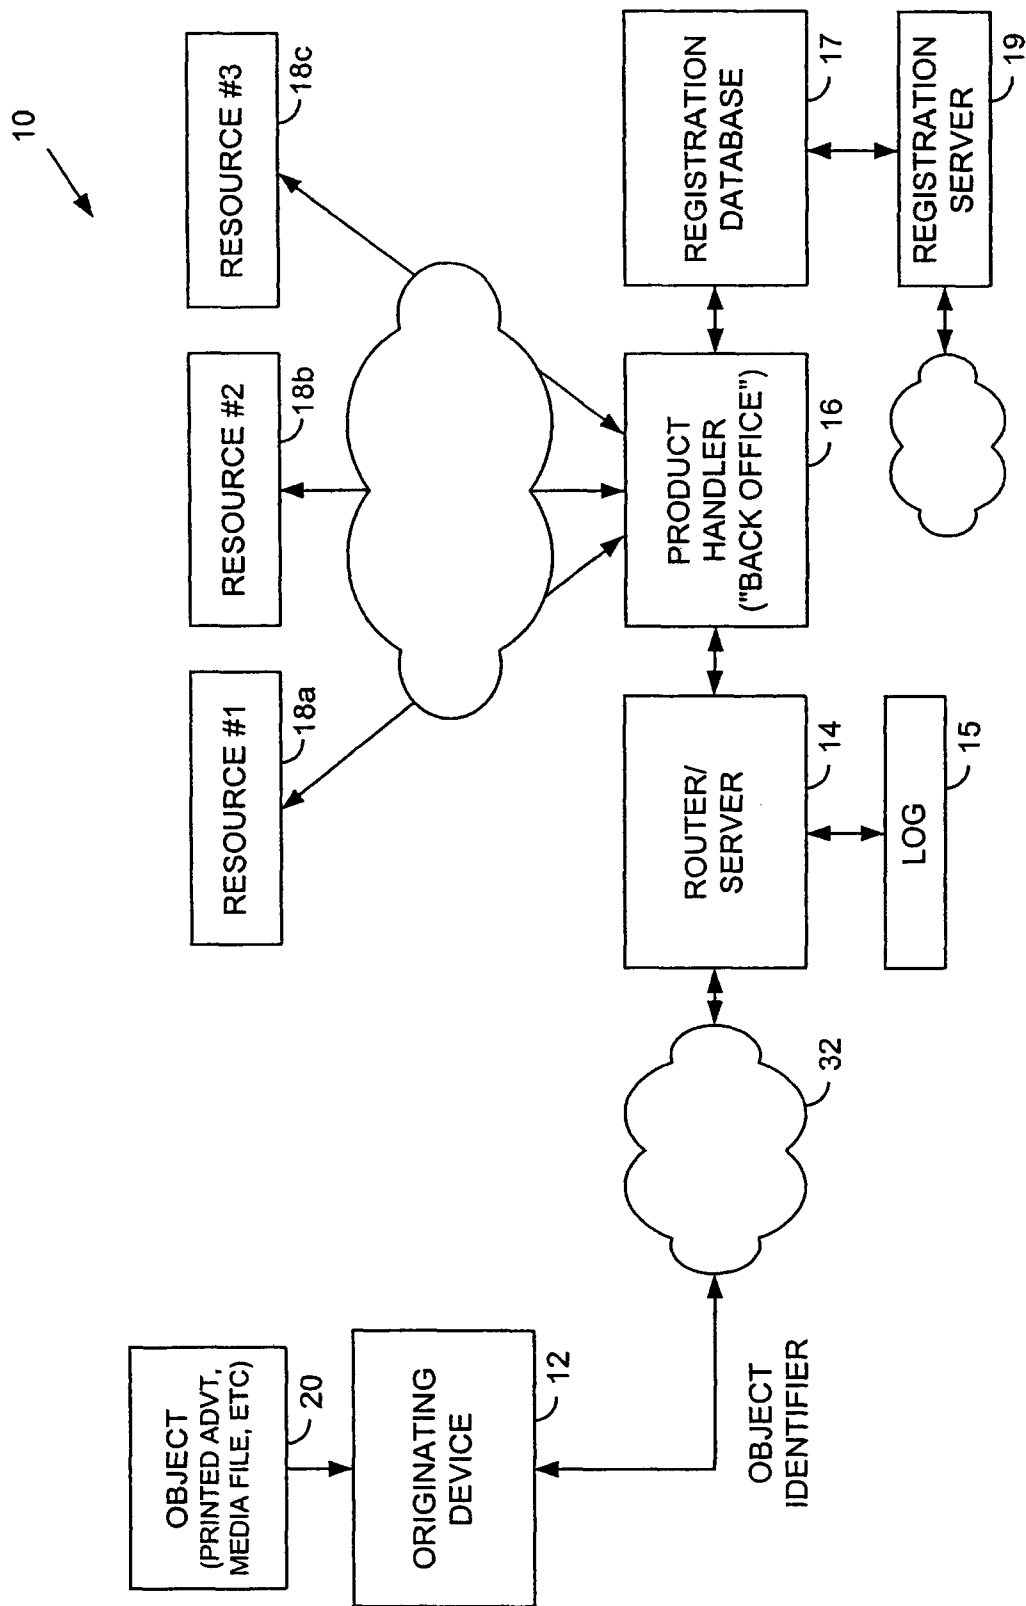 10
RESOURCE #1
18a
RESOURCE #2
18b
RESOURCE #3
18c
OBJECT
(PRINTED ADVT,
MEDIA FILE, ETC)
20
ORIGINATING
DEVICE
12
OBJECT
IDENTIFIER
32
ROUTER/
SERVER
14
LOG
15
PRODUCT
HANDLER
("BACK OFFICE")
16
REGISTRATION
DATABASE
17
REGISTRATION
SERVER
19